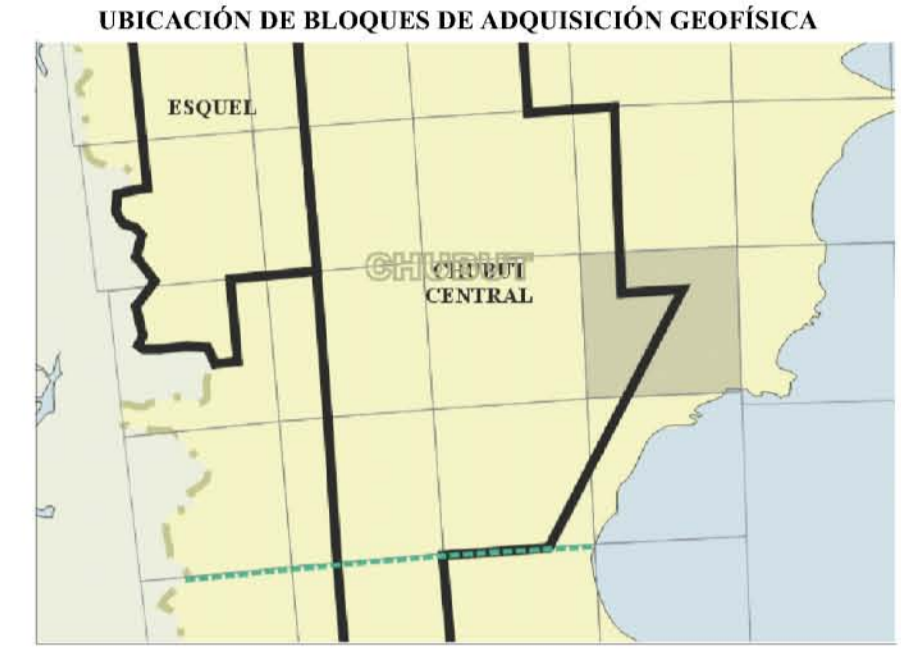 UBICACIÓN DE BLOQUES DE ADQUISICIÓN GEOFÍSICA
ESQUEL
CHUBUT
CHUBUT
CENTRAL